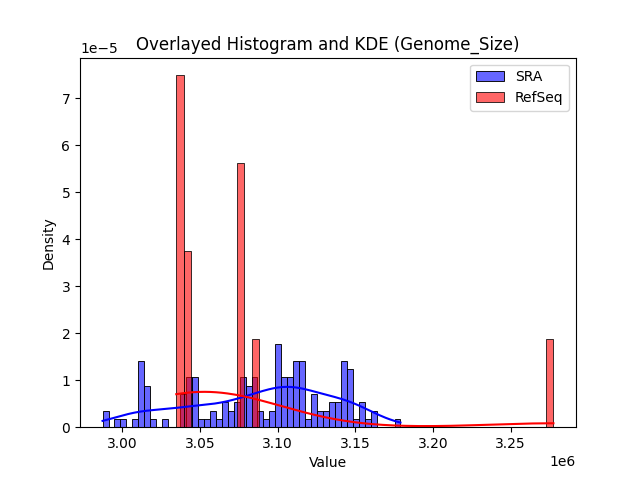 Overlayed Histogram and KDE (Genome_Size)
1e−5
SRA
RefSeq
7
6
5
4
3
2
1
0
Density
3.00
3.05
3.10
3.15
3.20
3.25
1e6
Value